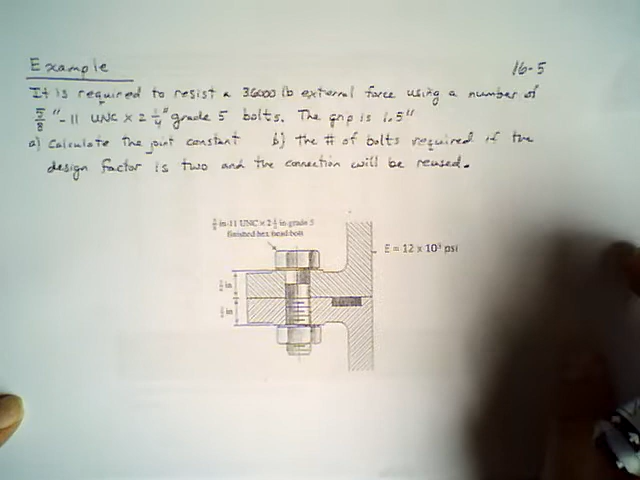 Example
16-5
It is required to resist a 36000 lb external force using a number of
5/8"-11 UNC x 2 1/4" grade 5 bolts. The grip is 1.5"
a) Calculate the joint constant b) the # of bolts required if the
design factor is two and the connection will be reused.
5/8 in-11 UNC × 2 1/4 in grade 5
finished hex head bolt
E = 12 x 10⁶ psi
in
in